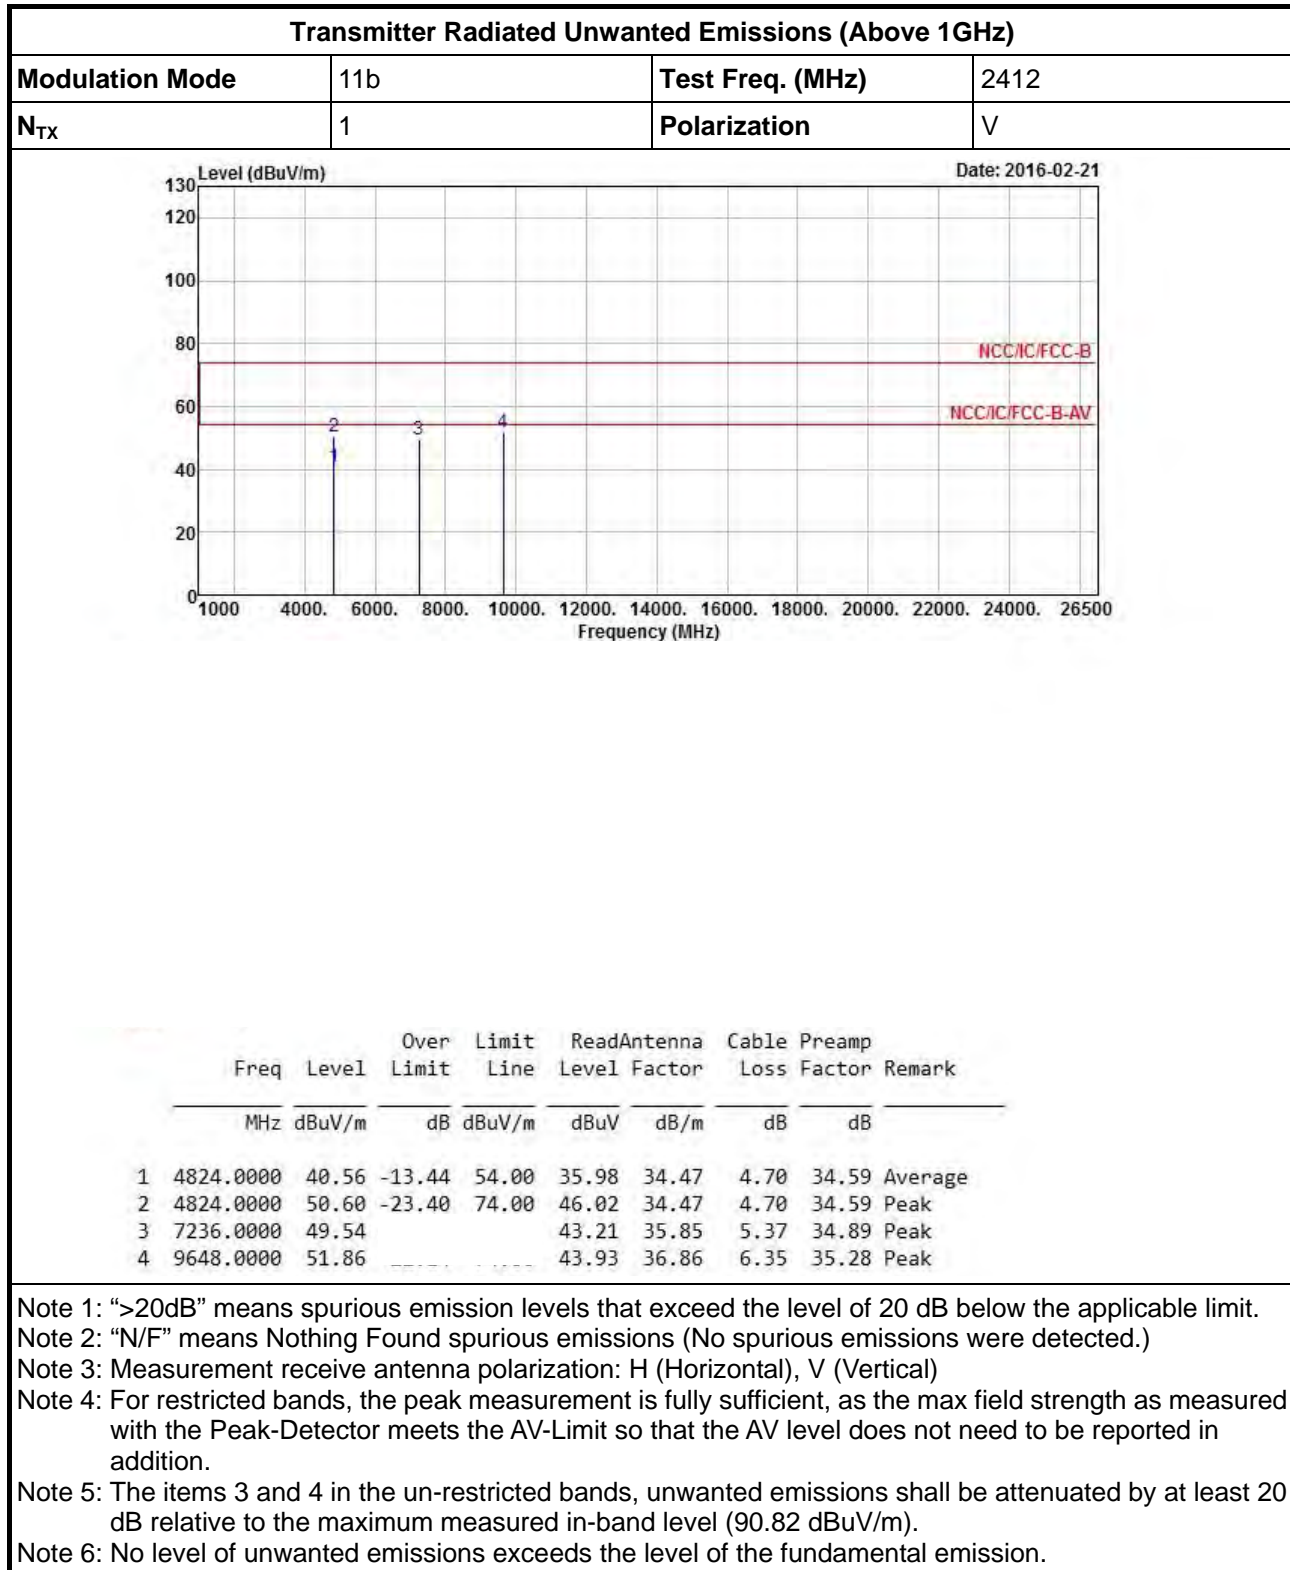 Transmitter Radiated Unwanted Emissions (Above 1GHz)
Modulation Mode 11b Test Freq. (MHz) 2412
NTX 1 Polarization V
Level (dBuV/m) Date: 2016-02-21
130
120
100
80
60
40
20
0
NCC/IC/FCC-B
NCC/IC/FCC-B-AV
2 3 4
1
1000 4000. 6000. 8000. 10000. 12000. 14000. 16000. 18000. 20000. 22000. 24000. 26500
Frequency (MHz)
Over Limit ReadAntenna Cable Preamp
Freq Level Limit Line Level Factor Loss Factor Remark
MHz dBuV/m dB dBuV/m dBuV dB/m dB dB
1 4824.0000 40.56 -13.44 54.00 35.98 34.47 4.70 34.59 Average
2 4824.0000 50.60 -23.40 74.00 46.02 34.47 4.70 34.59 Peak
3 7236.0000 49.54 43.21 35.85 5.37 34.89 Peak
4 9648.0000 51.86 43.93 36.86 6.35 35.28 Peak
Note 1: “>20dB” means spurious emission levels that exceed the level of 20 dB below the applicable limit.
Note 2: “N/F” means Nothing Found spurious emissions (No spurious emissions were detected.)
Note 3: Measurement receive antenna polarization: H (Horizontal), V (Vertical)
Note 4: For restricted bands, the peak measurement is fully sufficient, as the max field strength as measured
with the Peak-Detector meets the AV-Limit so that the AV level does not need to be reported in
addition.
Note 5: The items 3 and 4 in the un-restricted bands, unwanted emissions shall be attenuated by at least 20
dB relative to the maximum measured in-band level (90.82 dBuV/m).
Note 6: No level of unwanted emissions exceeds the level of the fundamental emission.